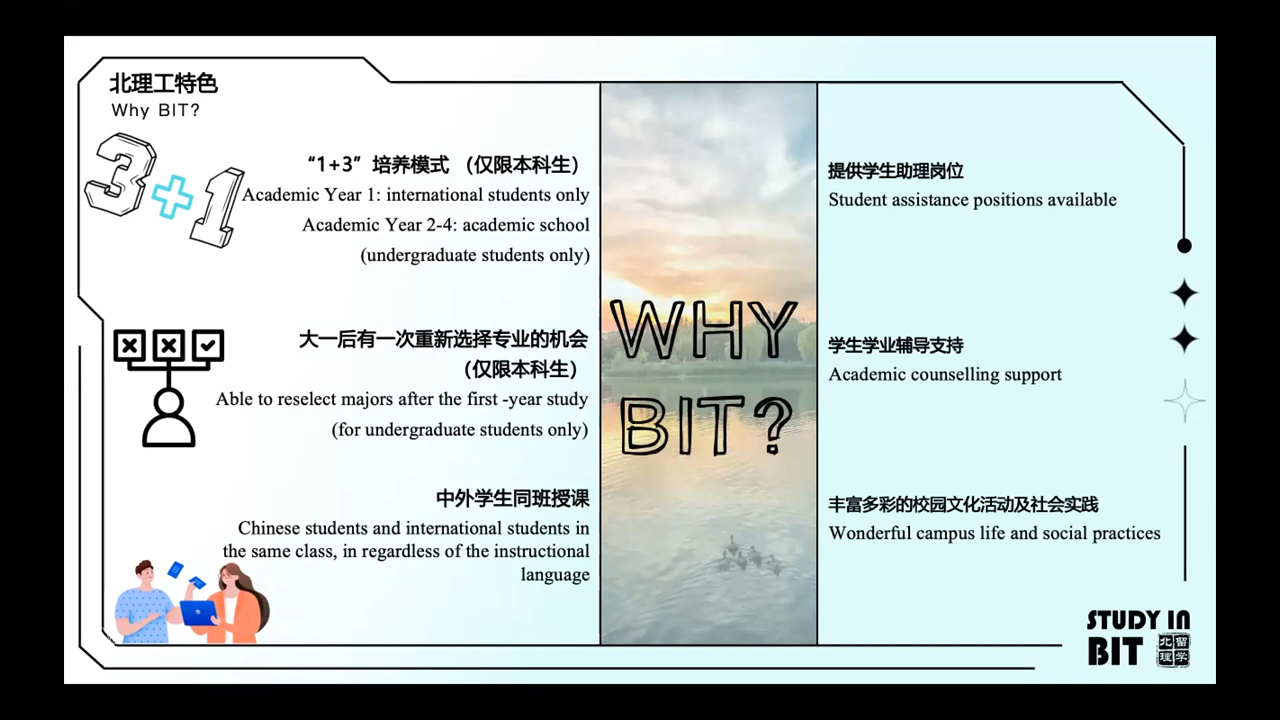 北理工特色
Why BIT?
3+1
“1+3”培养模式 （仅限本科生）
Academic Year 1: international students only
Academic Year 2-4: academic school
(undergraduate students only)
大一后有一次重新选择专业的机会
（仅限本科生）
Able to reselect majors after the first -year study
(for undergraduate students only)
中外学生同班授课
Chinese students and international students in
the same class, in regardless of the instructional
language
WHY
BIT?
提供学生助理岗位
Student assistance positions available
学生学业辅导支持
Academic counselling support
丰富多彩的校园文化活动及社会实践
Wonderful campus life and social practices
STUDY IN
BIT
北留
理学